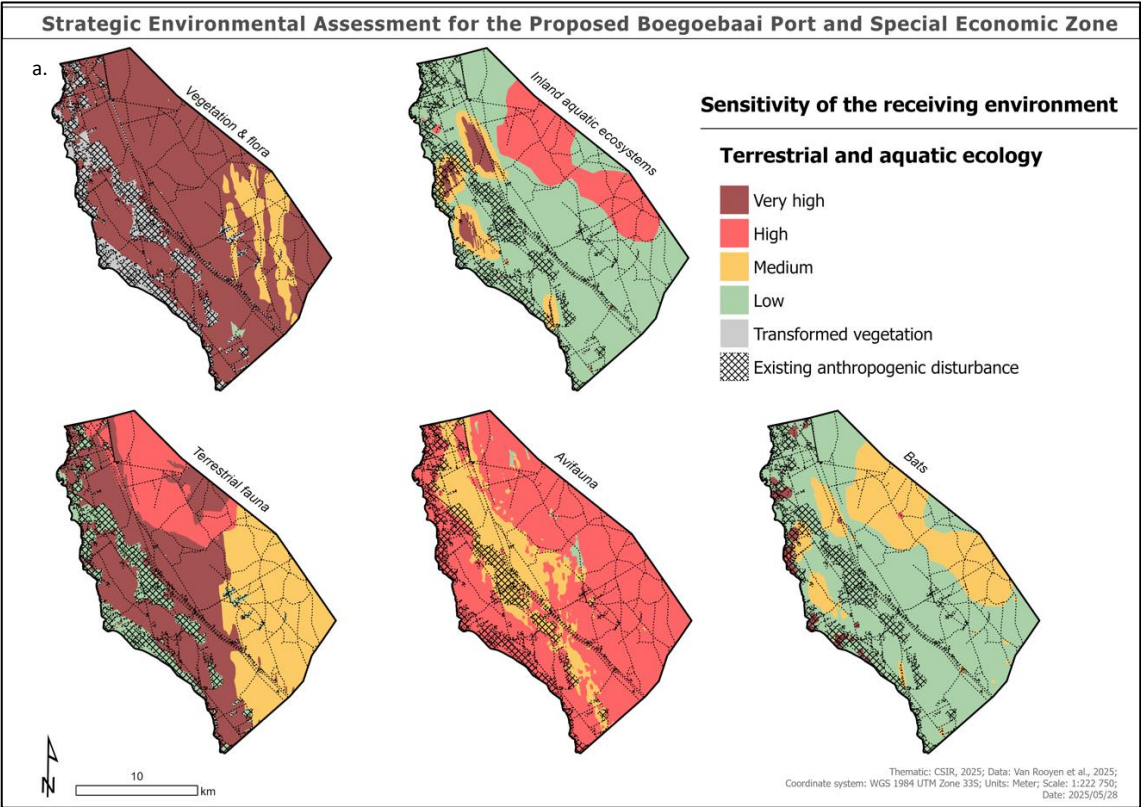 Strategic Environmental Assessment for the Proposed Boegoebaai Port and Special Economic Zone
a.
Vegetation & flora
Inland aquatic ecosystems
Sensitivity of the receiving environment
Terrestrial and aquatic ecology
Very high
High
Medium
Low
Transformed vegetation
Existing anthropogenic disturbance
Terrestrial fauna
Avifauna
Bats
N
10
km
Thematic: CSIR, 2025; Data: Van Rooyen et al., 2025;
Coordinate system: WGS 1984 UTM Zone 33S; Units: Meter; Scale: 1:222 750;
Date: 2025/05/28